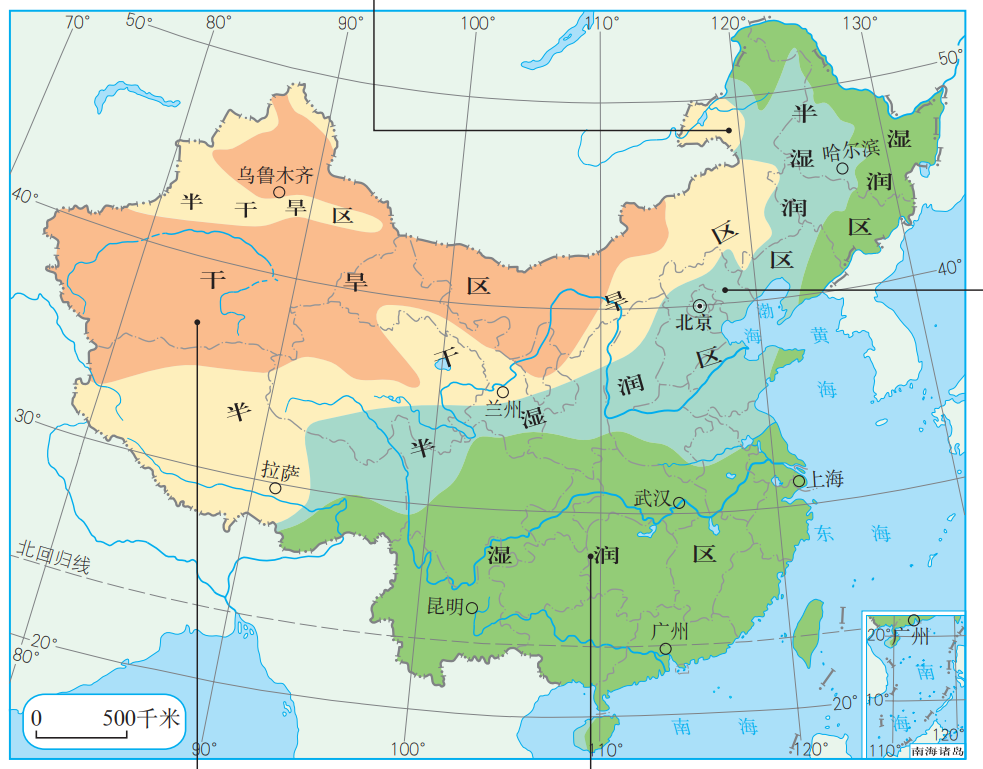 70° 50° 80° 90° 100° 110° 120° 130°
50°
半湿润区
哈尔滨
湿润区
乌鲁木齐
40°
半干旱区
干旱区
40°
北京
渤海
黄海
半干旱区
兰州
30°
半湿润区
拉萨
上海
武汉
东海
北回归线
湿润区
昆明
广州
20°
80°
20°
南海
0 500千米
90° 100° 110° 120°
20° 广州
南海
10°
110° 120°
南海诸岛